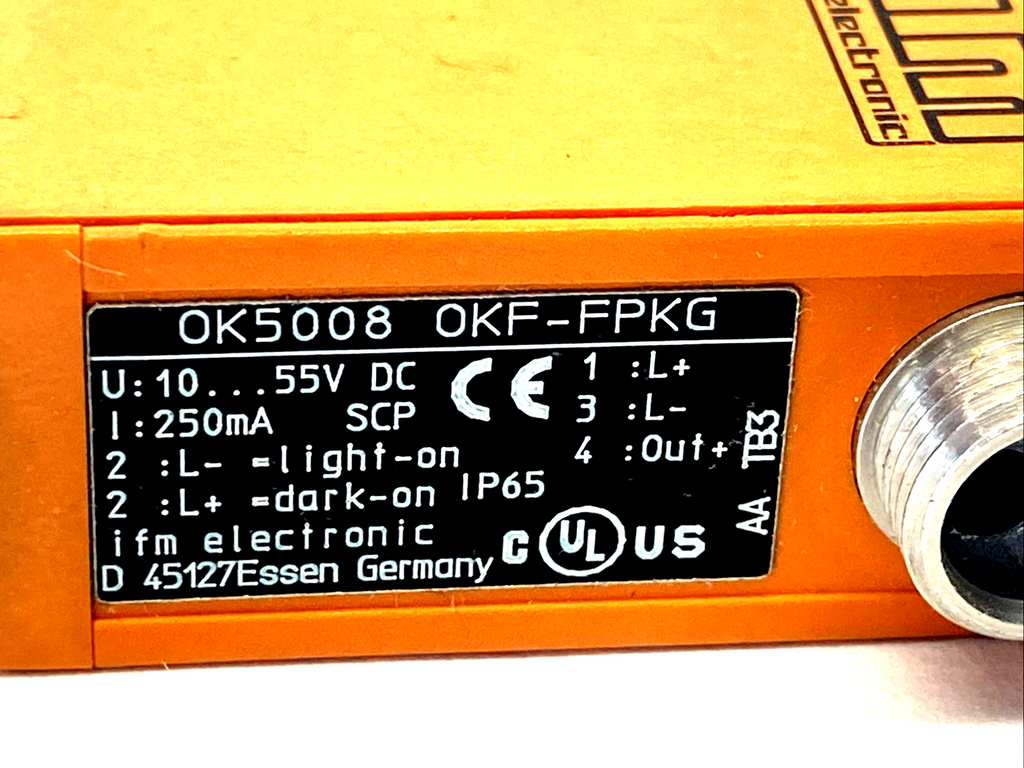 electronic
OK5008 OKF-FPKG
U:10...55V DC
I:250mA SCP
2 :L- =light-on
2 :L+ =dark-on IP65
ifm electronic
D 45127Essen Germany
CE
1 :L+
3 :L-
4 :Out+
C UL US
AA TB3